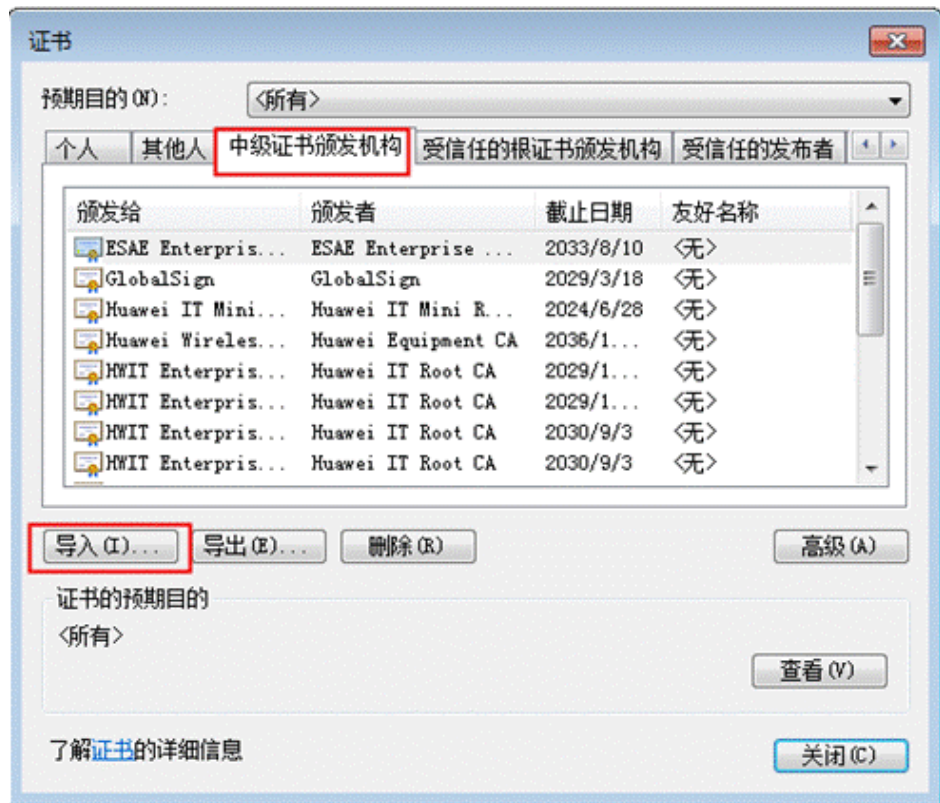 证书
预期目的(N): <所有>
个人 其他人 中级证书颁发机构 受信任的根证书颁发机构 受信任的发布者
颁发给 颁发者 截止日期 友好名称
ESAE Enterpris... ESAE Enterprise ... 2033/8/10 <无>
GlobalSign GlobalSign 2029/3/18 <无>
Huawei IT Mini... Huawei IT Mini R... 2024/6/28 <无>
Huawei Wireles... Huawei Equipment CA 2036/1... <无>
HWIT Enterpris... Huawei IT Root CA 2029/1... <无>
HWIT Enterpris... Huawei IT Root CA 2029/1... <无>
HWIT Enterpris... Huawei IT Root CA 2030/9/3 <无>
HWIT Enterpris... Huawei IT Root CA 2030/9/3 <无>
导入(I)... 导出(E)... 删除(R) 高级(A)
证书的预期目的
<所有>
查看(V)
了解证书的详细信息
关闭(C)